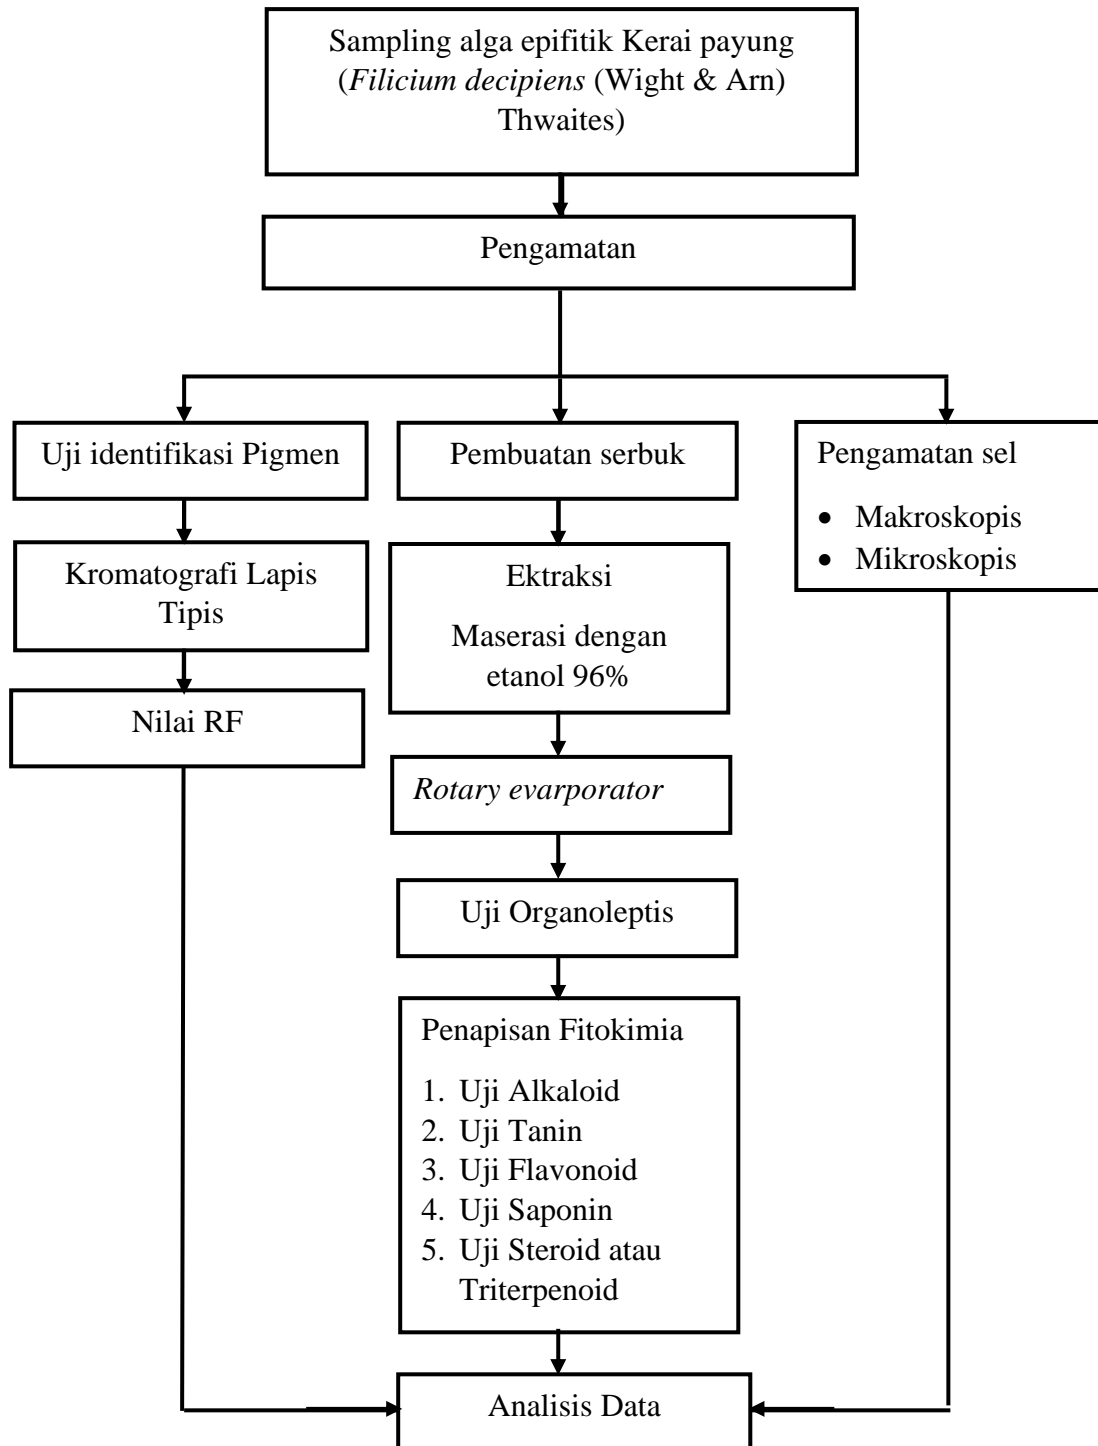 Sampling alga epifitik Kerai payung
(Filicium decipiens (Wight & Arn)
Thwaites)
Pengamatan
Uji identifikasi Pigmen
Kromatografi Lapis
Tipis
Nilai RF
Pembuatan serbuk
Ektraksi
Maserasi dengan
etanol 96%
Rotary evarporator
Uji Organoleptis
Penapisan Fitokimia
1. Uji Alkaloid
2. Uji Tanin
3. Uji Flavonoid
4. Uji Saponin
5. Uji Steroid atau
Triterpenoid
Pengamatan sel
• Makroskopis
• Mikroskopis
Analisis Data